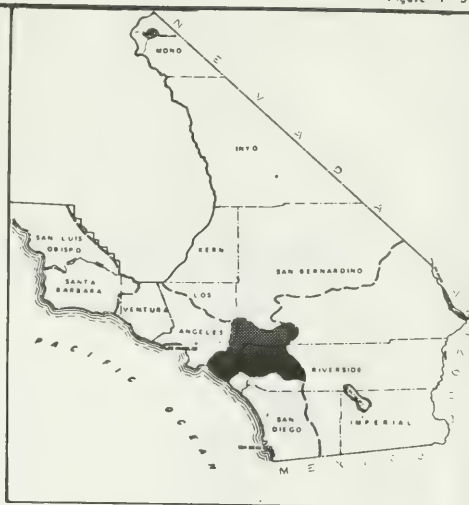 Figure
MONO
NEVADA
INYO
SAN LUIS
OBISPO
KERN
SAN BERNARDINO
SANTA
BARBARA
VENTURA
LOS
ANGELES
PACIFIC OCEAN
RIVERSIDE
SAN
DIEGO
IMPERIAL
MEXICO